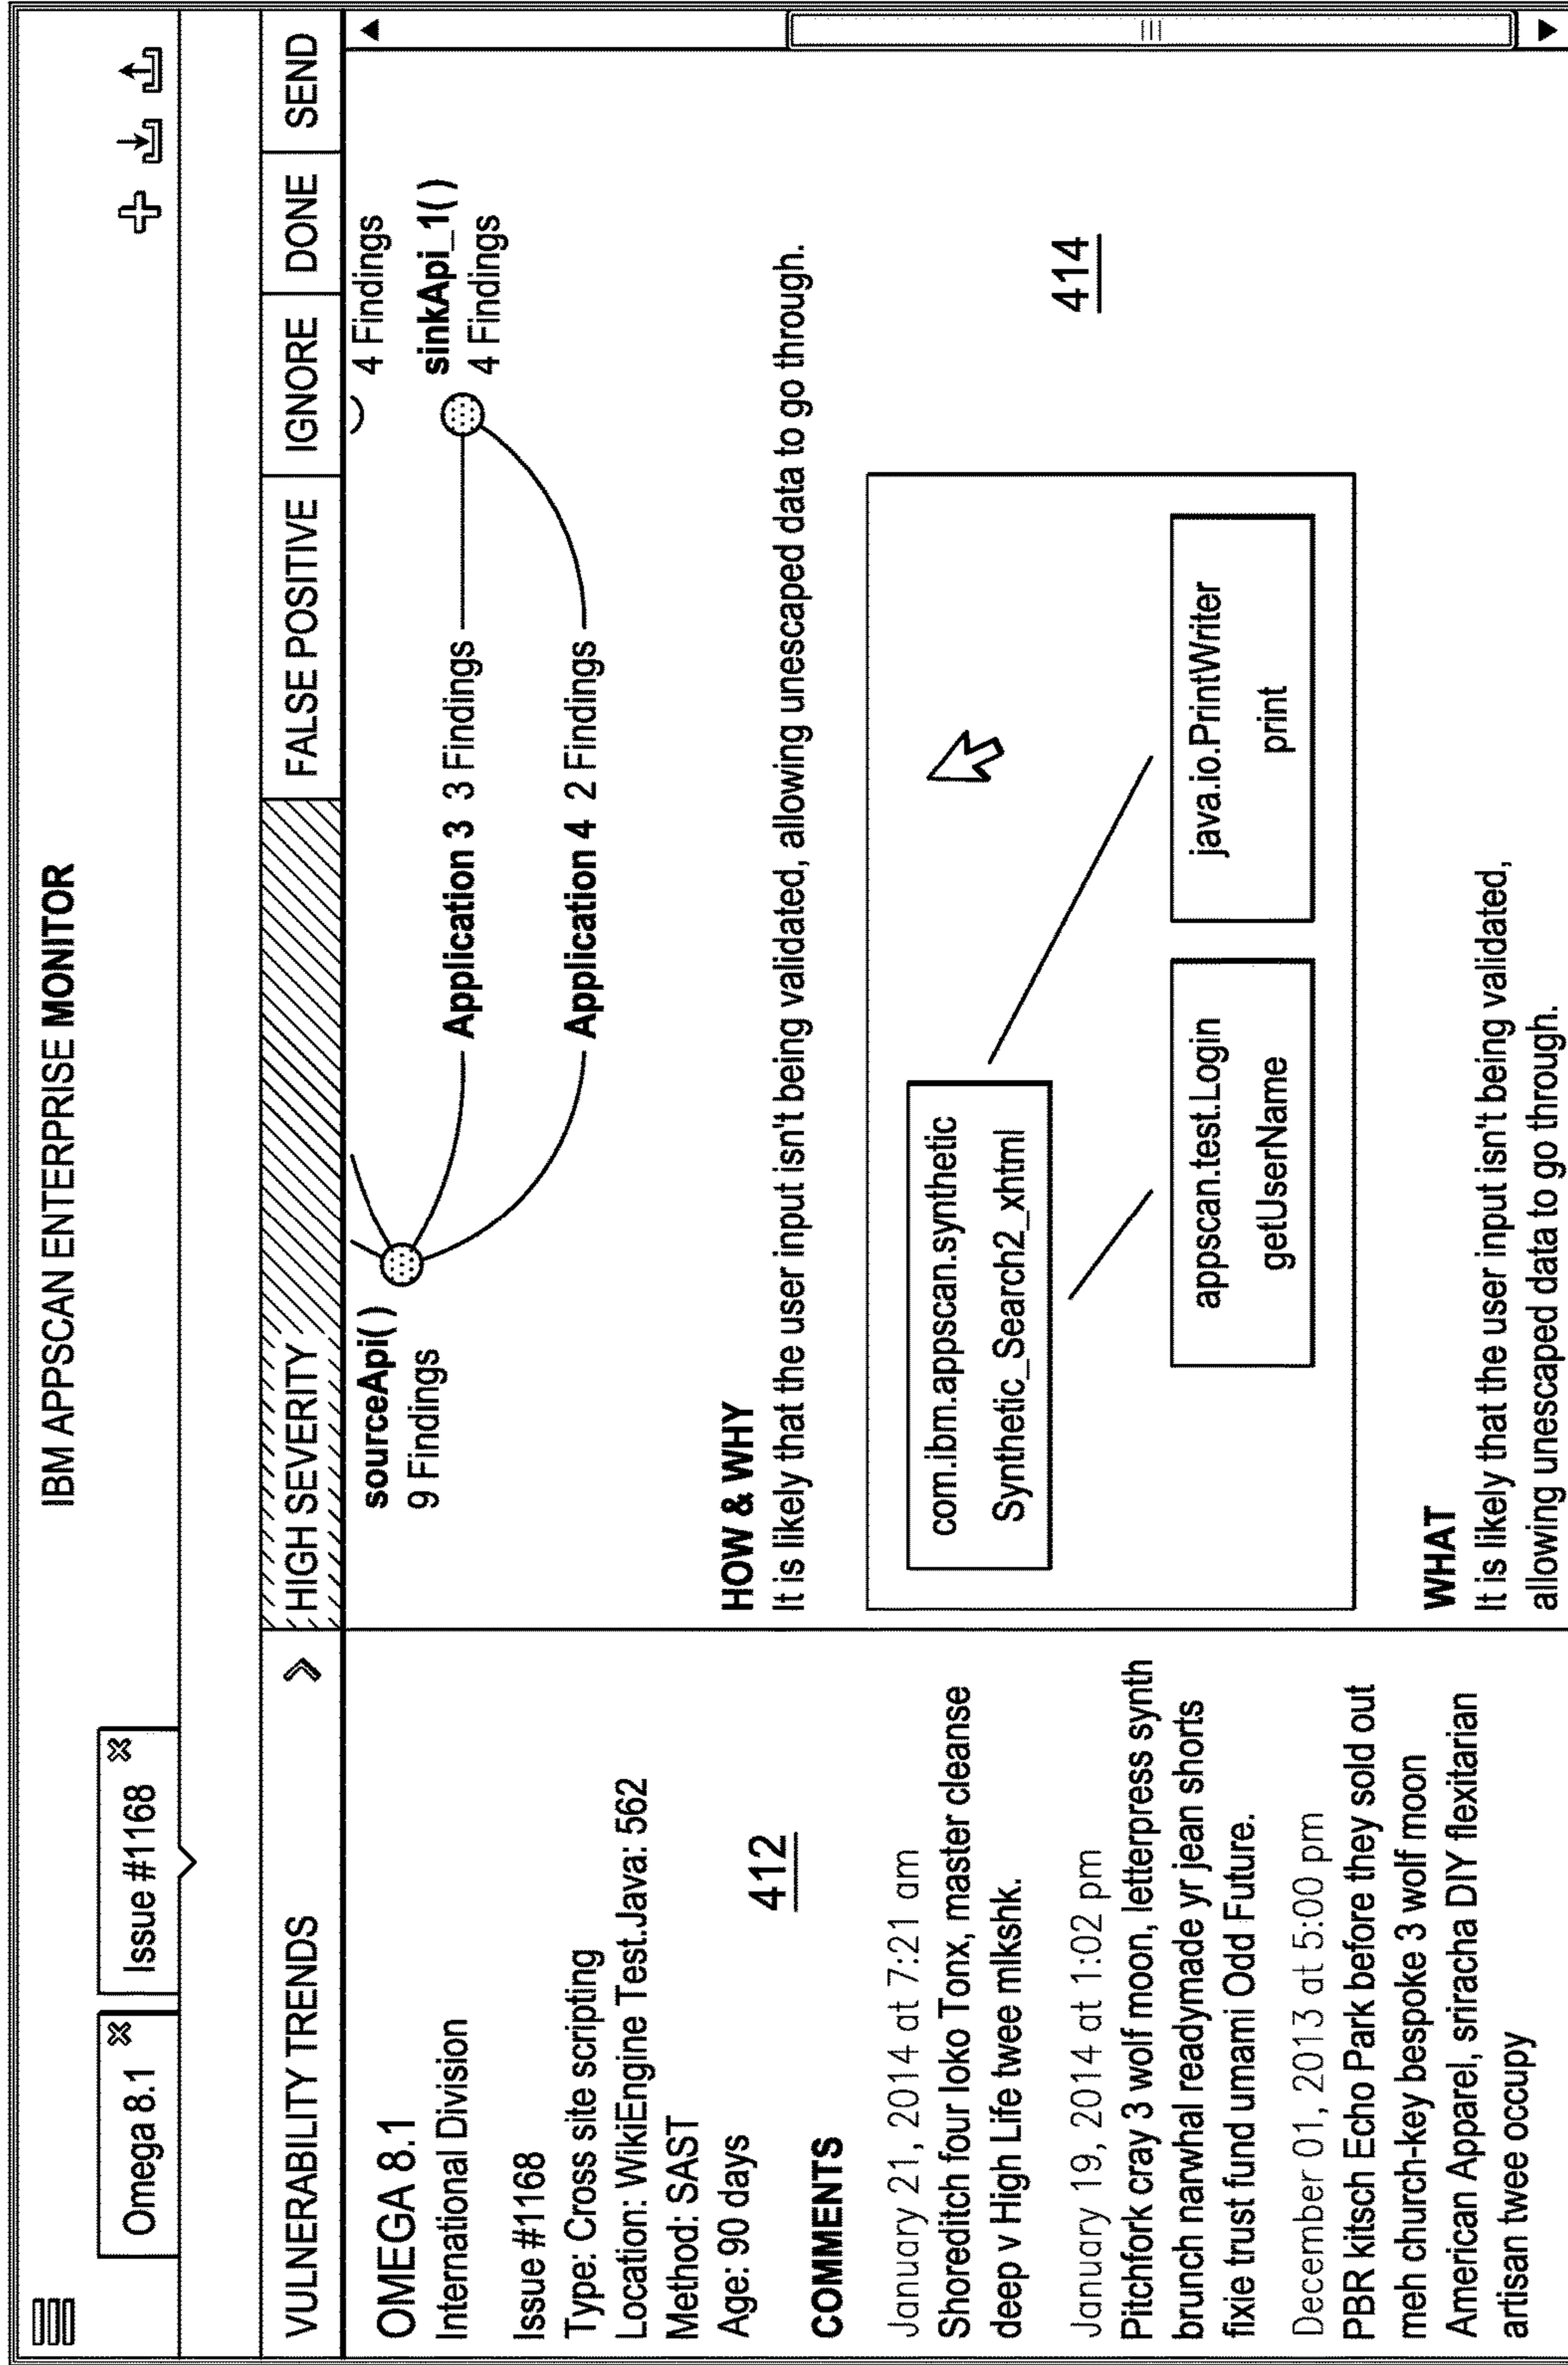 IBM APPSCAN ENTERPRISE MONITOR
Omega 8.1
Issue #1168
VULNERABILITY TRENDS
HIGH SEVERITY
FALSE POSITIVE
IGNORE
DONE
SEND
OMEGA 8.1
International Division
Issue #1168
Type: Cross site scripting
Location: WikiEngine Test.Java: 562
Method: SAST
Age: 90 days
412
COMMENTS
January 21, 2014 at 7:21 am
Shoreditch four loko Tonx, master cleanse
deep v High Life twee mlkshk.
January 19, 2014 at 1:02 pm
Pitchfork cray 3 wolf moon, letterpress synth
brunch narwhal readymade yr jean shorts
fixie trust fund umami Odd Future.
December 01, 2013 at 5:00 pm
PBR kitsch Echo Park before they sold out
meh church-key bespoke 3 wolf moon
American Apparel, sriracha DIY flexitarian
artisan twee occupy
sourceApi( )
9 Findings
4 Findings
Application 3 3 Findings
sinkApi_1( )
4 Findings
Application 4 2 Findings
HOW & WHY
It is likely that the user input isn't being validated, allowing unescaped data to go through.
com.ibm.appscan.synthetic
Synthetic_Search2_xhtml
appscan.test.Login
getUserName
java.io.PrintWriter
print
414
WHAT
It is likely that the user input isn't being validated,
allowing unescaped data to go through.